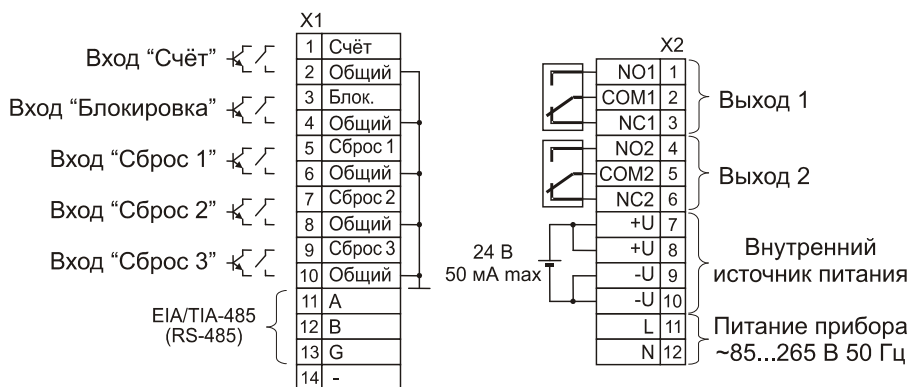 X1
Вход “Счёт”
1 Счёт
2 Общий
Вход “Блокировка”
3 Блок.
4 Общий
Вход “Сброс 1”
5 Сброс 1
6 Общий
Вход “Сброс 2”
7 Сброс 2
8 Общий
Вход “Сброс 3”
9 Сброс 3
10 Общий
EIA/TIA-485
(RS-485)
11 A
12 B
13 G
14 -
X2
NO1 1
COM1 2
NC1 3
Выход 1
NO2 4
COM2 5
NC2 6
Выход 2
24 В
50 мА max
+U 7
+U 8
-U 9
-U 10
Внутренний
источник питания
L 11
N 12
Питание прибора
~85...265 В 50 Гц